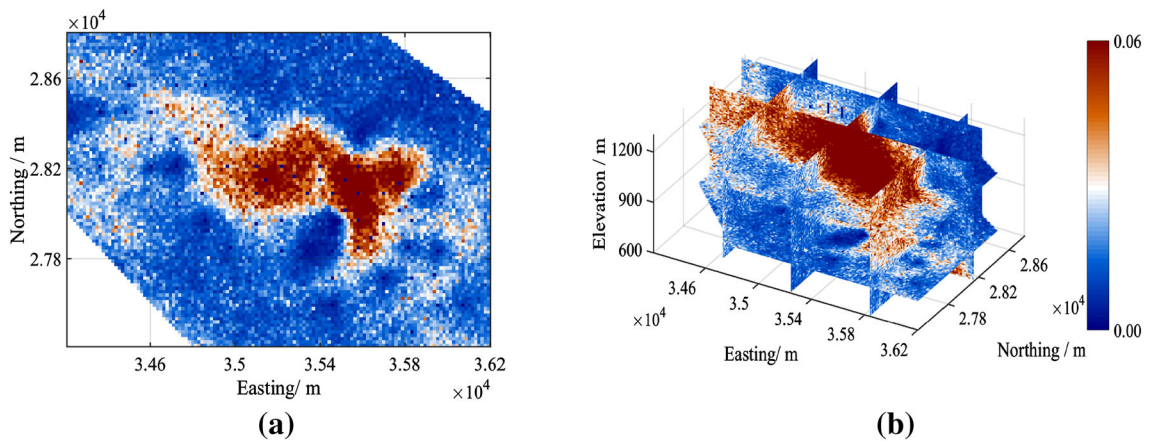 ×10⁴
2.86
2.82
2.78
Northing / m
3.46 3.5 3.54 3.58 3.62
Easting/ m
×10⁴
(a)
Elevation / m
1200
900
600
3.46
3.5
3.54
3.58
3.62
×10⁴
Easting/ m
2.86
2.82
2.78
×10⁴
Northing / m
0.06
0.00
(b)